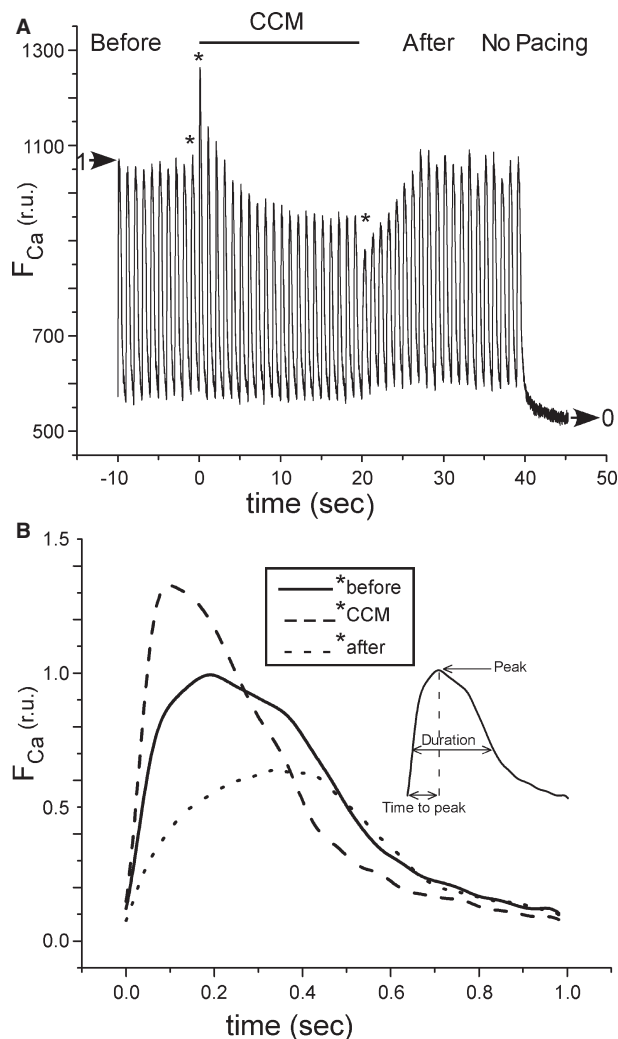 A
CCM
Before
After
No Pacing
1300
1100
700
500
F Ca (r.u.)
*
*
*
1
0
-10 0 10 20 30 40 50
time (sec)
B
1.5
1.0
0.5
0.0
F Ca (r.u.)
*before
*CCM
*after
Peak
Duration
Time to peak
0.0 0.2 0.4 0.6 0.8 1.0
time (sec)